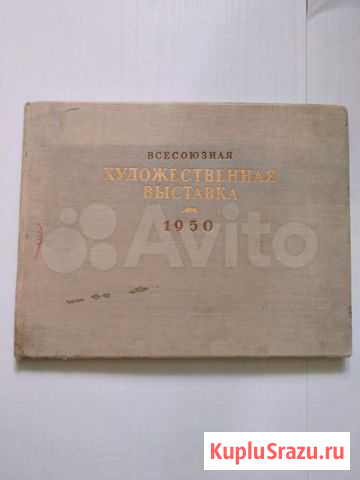 ВСЕСОЮЗНАЯ
ХУДОЖЕСТВЕННАЯ
ВЫСТАВКА
1950
Avito
KupluSrazu.ru